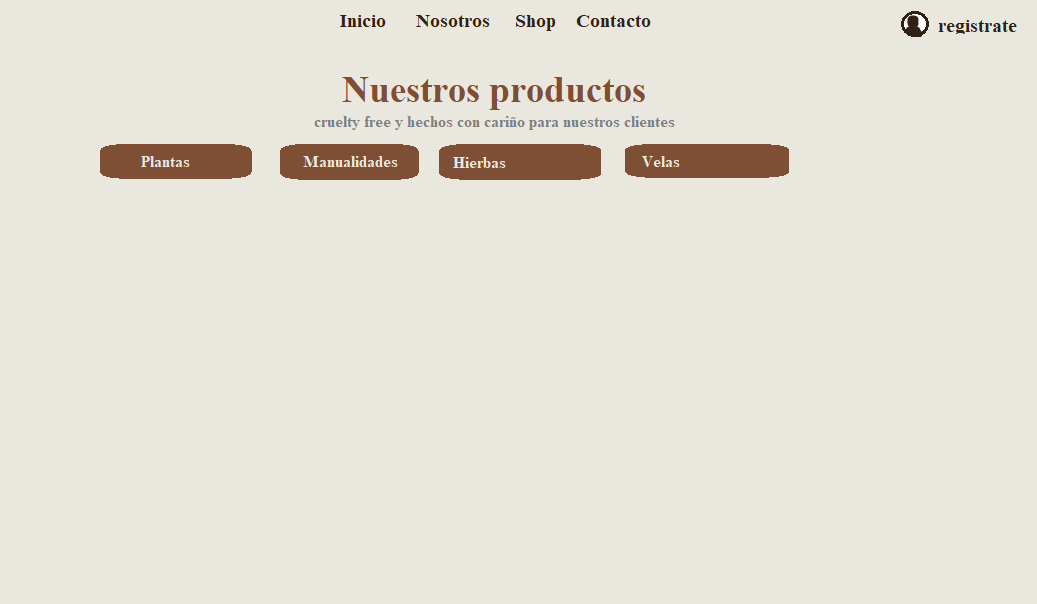 Inicio Nosotros Shop Contacto registrate
Nuestros productos
cruelty free y hechos con cariño para nuestros clientes
Plantas Manualidades Hierbas Velas